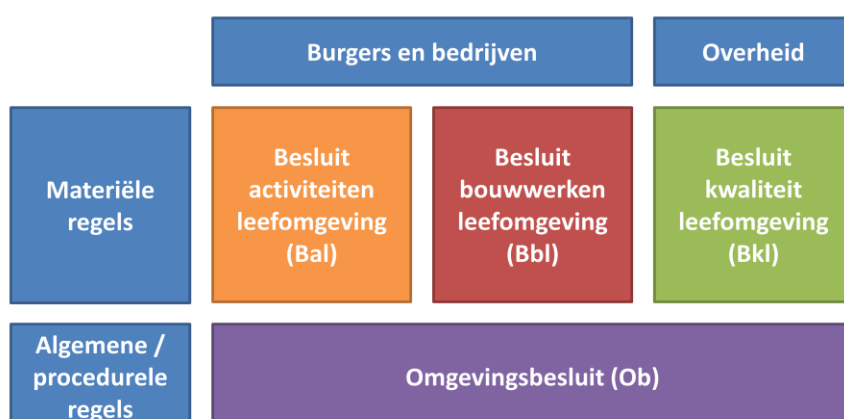 Burgers en bedrijven
Overheid
Materiële
regels
Besluit
activiteiten
leefomgeving
(Bal)
Besluit
bouwwerken
leefomgeving
(Bbl)
Besluit
kwaliteit
leefomgeving
(Bkl)
Algemene /
procedurele
regels
Omgevingsbesluit (Ob)